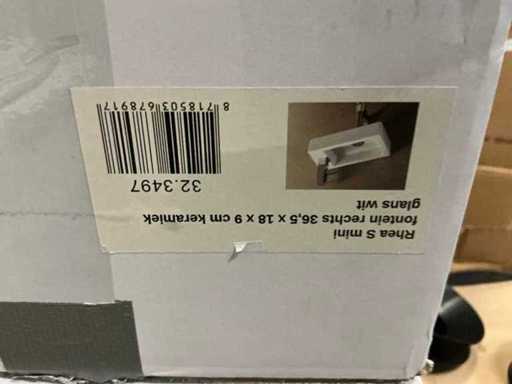 Rhea S mini
fontein rechts 36,5 x 18 x 9 cm keramiek
glans wit
32.3497
8 718503 678917